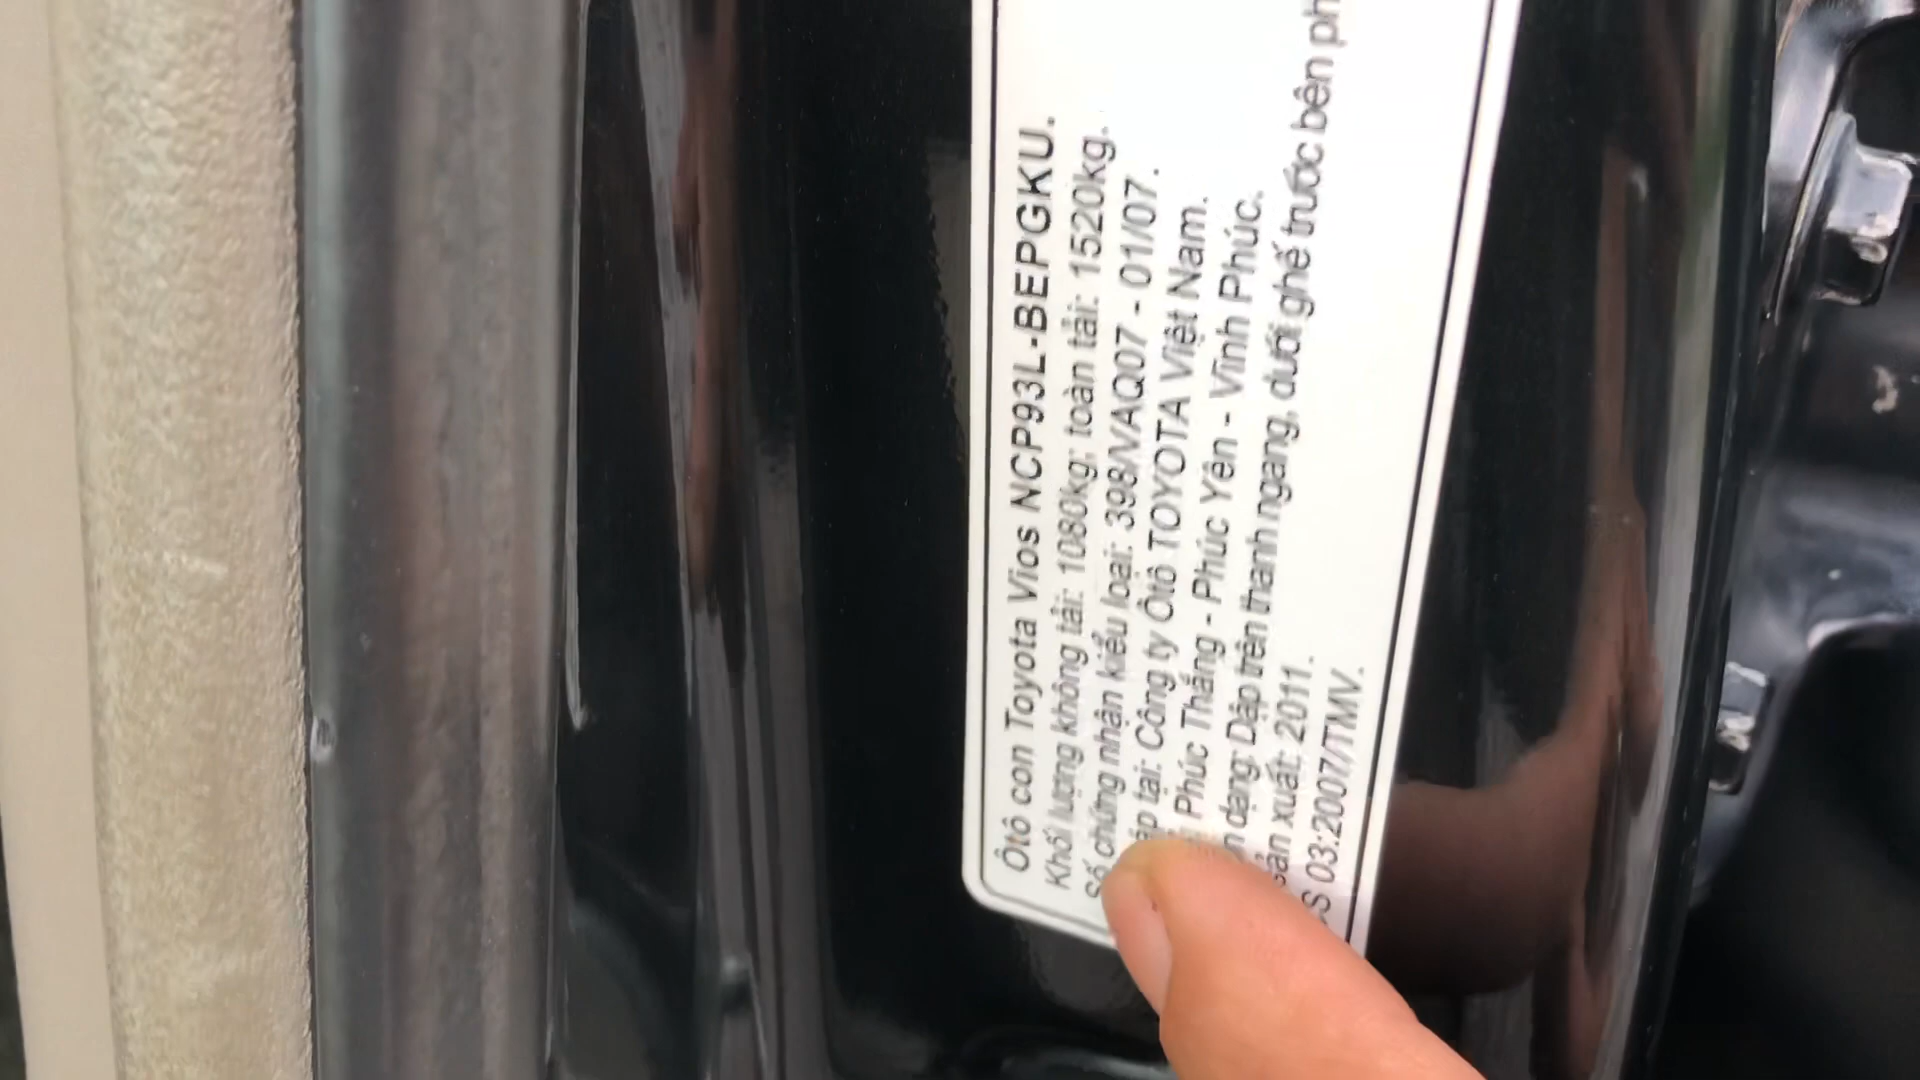 Ôtô con Toyota Vios NCP93L-BEPGKU.
Khối lượng không tải: 1080kg; toàn tải: 1520kg.
Số chứng nhận kiểu loại: 398/VAQ07 - 01/07.
tại: Công ty Ôtô TOYOTA Việt Nam.
Phúc Thắng - Phúc Yên - Vĩnh Phúc.
dạng: Dập trên thanh ngang, dưới ghế trước bên ph
xuất: 2011.
S 03:2007/TMV.